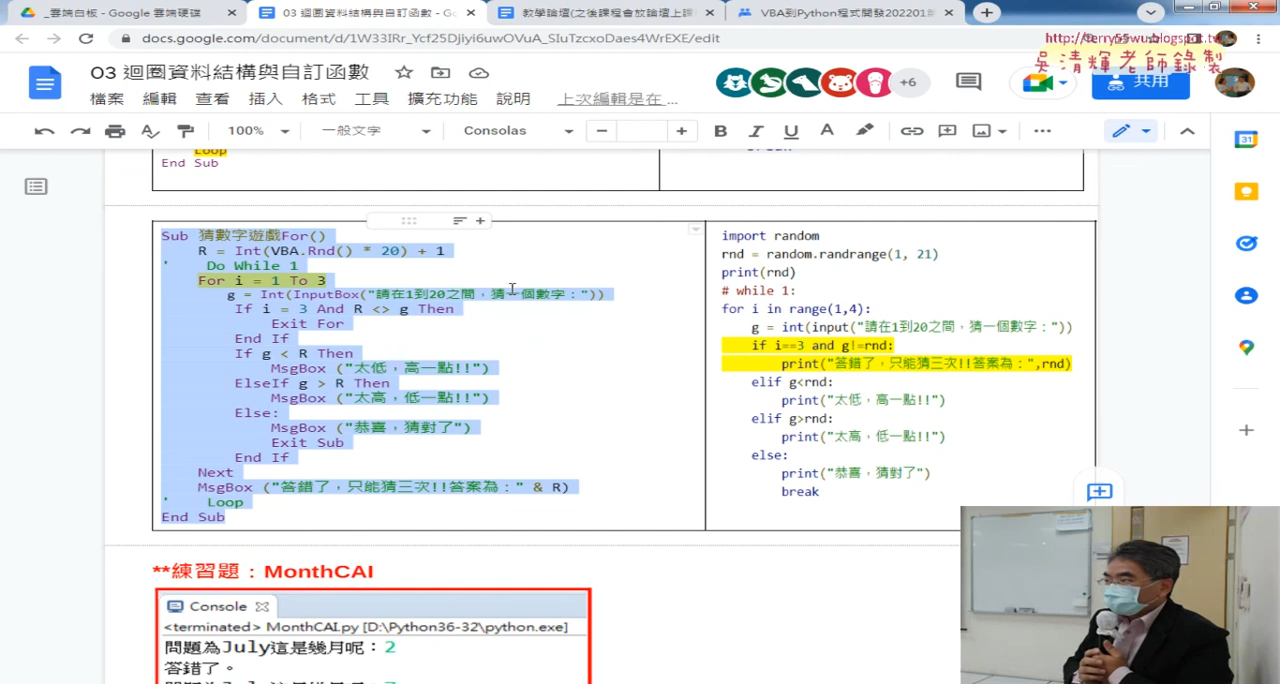 _雲端白板 - Google 雲端硬碟
03 迴圈資料結構與自訂函數 - G
教學論壇(之後課程會放論壇上課
VBA到Python程式開發202201
docs.google.com/document/d/1W33IRr_Ycf25Djiyi6uwOVuA_SIuTzcxoDaes4WrEXE/edit
http://terry55wu.blogspot.tw
吳清輝老師錄製
03 迴圈資料結構與自訂函數
+6
共用
檔案 編輯 查看 插入 格式 工具 擴充功能 說明 上次編輯是在 ...
100% 一般文字 Consolas
Loop
End Sub
Sub 猜數字遊戲For()
R = Int(VBA.Rnd() * 20) + 1
' Do While 1
For i = 1 To 3
g = Int(InputBox("請在1到20之間，猜一個數字："))
If i = 3 And R <> g Then
Exit For
End If
If g < R Then
MsgBox ("太低，高一點!!")
ElseIf g > R Then
MsgBox ("太高，低一點!!")
Else:
MsgBox ("恭喜，猜對了")
Exit Sub
End If
Next
MsgBox ("答錯了，只能猜三次!!答案為：" & R)
' Loop
End Sub
import random
rnd = random.randrange(1, 21)
print(rnd)
# while 1:
for i in range(1,4):
g = int(input("請在1到20之間，猜一個數字："))
if i==3 and g!=rnd:
print("答錯了，只能猜三次!!答案為：",rnd)
elif g<rnd:
print("太低，高一點!!")
elif g>rnd:
print("太高，低一點!!")
else:
print("恭喜，猜對了")
break
**練習題：MonthCAI
Console
<terminated> MonthCAI.py [D:\Python36-32\python.exe]
問題為July這是幾月呢：2
答錯了。
31